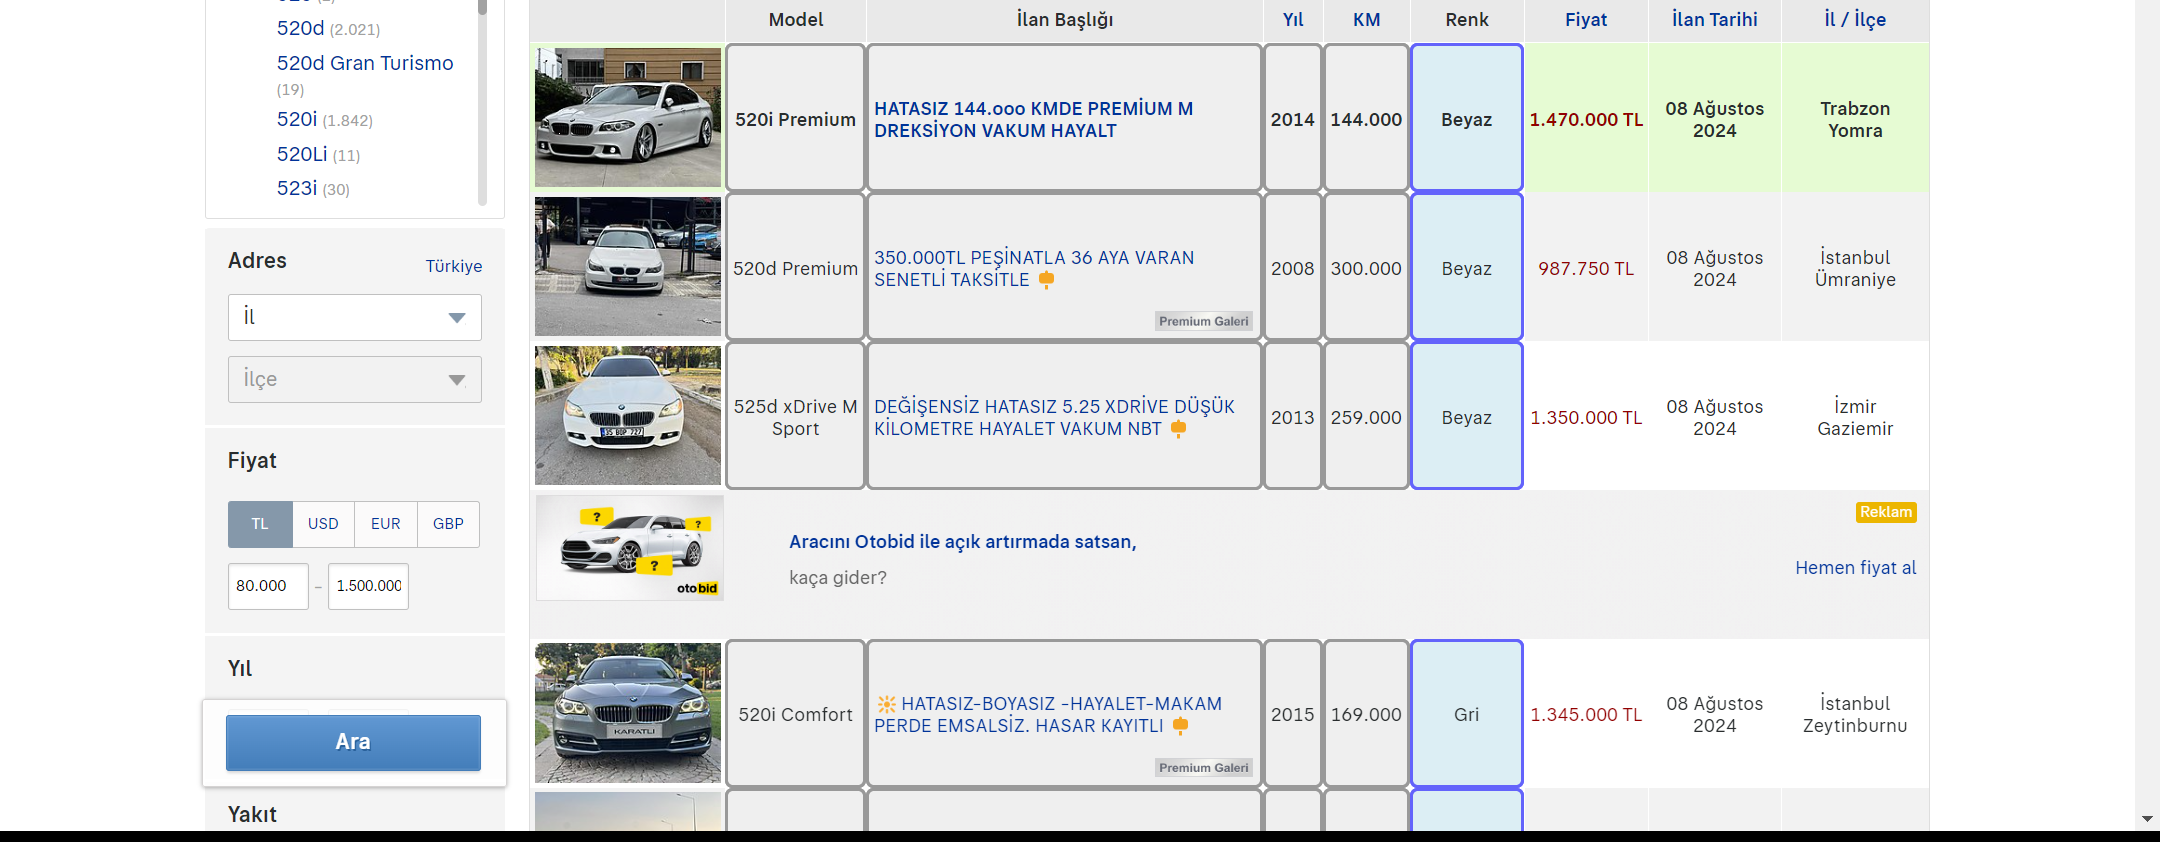 520d (2.021)
520d Gran Turismo
(19)
520i (1.842)
520Li (11)
523i (30)
Adres
Türkiye
İl
İlçe
Fiyat
TL USD EUR GBP
80.000 - 1.500.000
Yıl
Ara
Yakıt
Model İlan Başlığı Yıl KM Renk Fiyat İlan Tarihi İl / İlçe
520i Premium
HATASIZ 144.ooo KMDE PREMİUM M
DREKSİYON VAKUM HAYALT
2014 144.000 Beyaz 1.470.000 TL
08 Ağustos
2024
Trabzon
Yomra
520d Premium
350.000TL PEŞİNATLA 36 AYA VARAN
SENETLİ TAKSİTLE
Premium Galeri
2008 300.000 Beyaz 987.750 TL
08 Ağustos
2024
İstanbul
Ümraniye
35 BUP 727
525d xDrive M
Sport
DEĞİŞENSİZ HATASIZ 5.25 XDRİVE DÜŞÜK
KİLOMETRE HAYALET VAKUM NBT
2013 259.000 Beyaz 1.350.000 TL
08 Ağustos
2024
İzmir
Gaziemir
? ? ?
otobid
Aracını Otobid ile açık artırmada satsan,
kaça gider?
Reklam
Hemen fiyat al
KARATLI
520i Comfort
HATASIZ-BOYASIZ -HAYALET-MAKAM
PERDE EMSALSİZ. HASAR KAYITLI
Premium Galeri
2015 169.000 Gri 1.345.000 TL
08 Ağustos
2024
İstanbul
Zeytinburnu